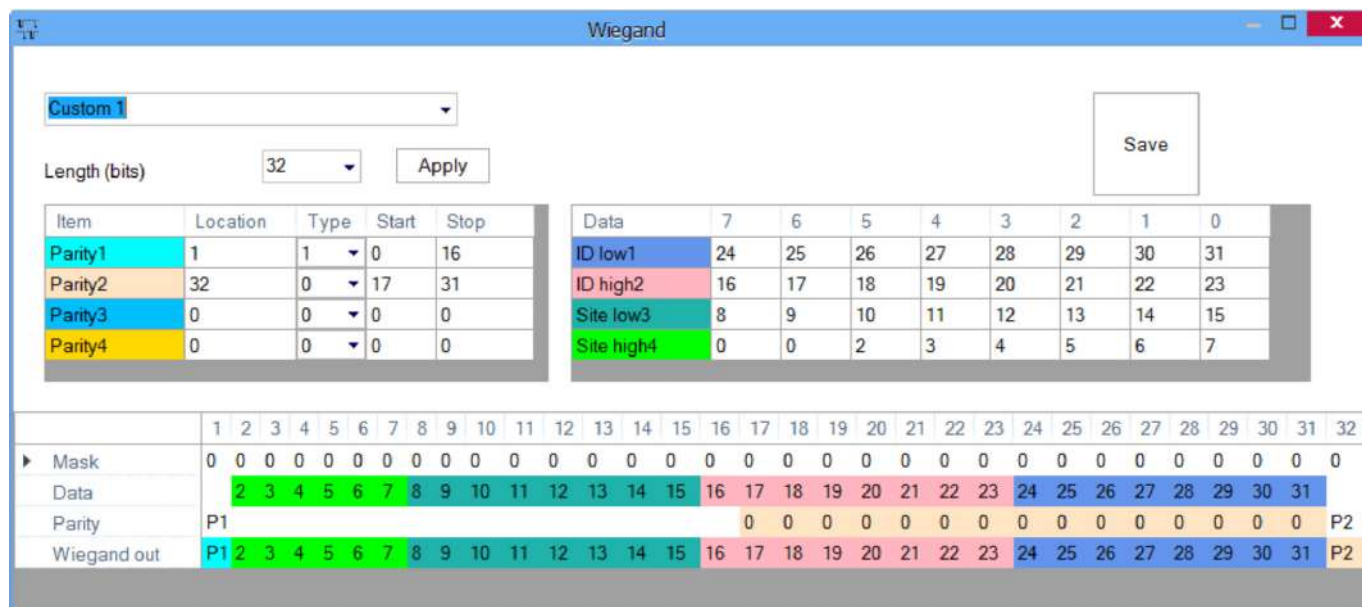 Wiegand
Custom 1
Save
Length (bits) 32 Apply
Item Location Type Start Stop
Parity1 1 1 0 16
Parity2 32 0 17 31
Parity3 0 0 0 0
Parity4 0 0 0 0
Data 7 6 5 4 3 2 1 0
ID low1 24 25 26 27 28 29 30 31
ID high2 16 17 18 19 20 21 22 23
Site low3 8 9 10 11 12 13 14 15
Site high4 0 0 2 3 4 5 6 7
1 2 3 4 5 6 7 8 9 10 11 12 13 14 15 16 17 18 19 20 21 22 23 24 25 26 27 28 29 30 31 32
Mask 0 0 0 0 0 0 0 0 0 0 0 0 0 0 0 0 0 0 0 0 0 0 0 0 0 0 0 0 0 0 0 0
Data 2 3 4 5 6 7 8 9 10 11 12 13 14 15 16 17 18 19 20 21 22 23 24 25 26 27 28 29 30 31
Parity P1 0 0 0 0 0 0 0 0 0 0 0 0 0 0 0 P2
Wiegand out P1 2 3 4 5 6 7 8 9 10 11 12 13 14 15 16 17 18 19 20 21 22 23 24 25 26 27 28 29 30 31 P2